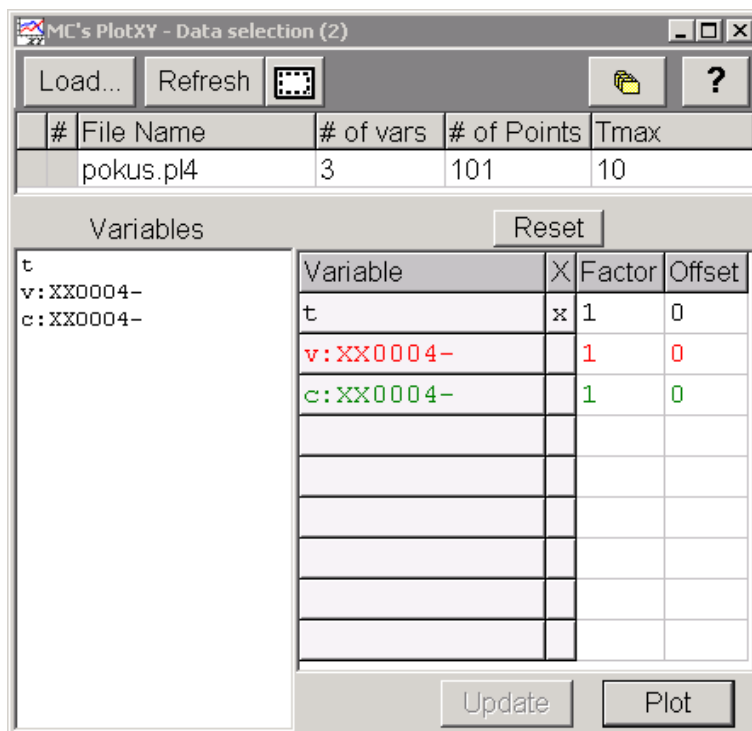 MC's PlotXY - Data selection (2)
Load... Refresh ?
# File Name # of vars # of Points Tmax
pokus.pl4 3 101 10
Variables Reset
t
v:XX0004-
c:XX0004-
Variable X Factor Offset
t x 1 0
v:XX0004- 1 0
c:XX0004- 1 0
Update Plot